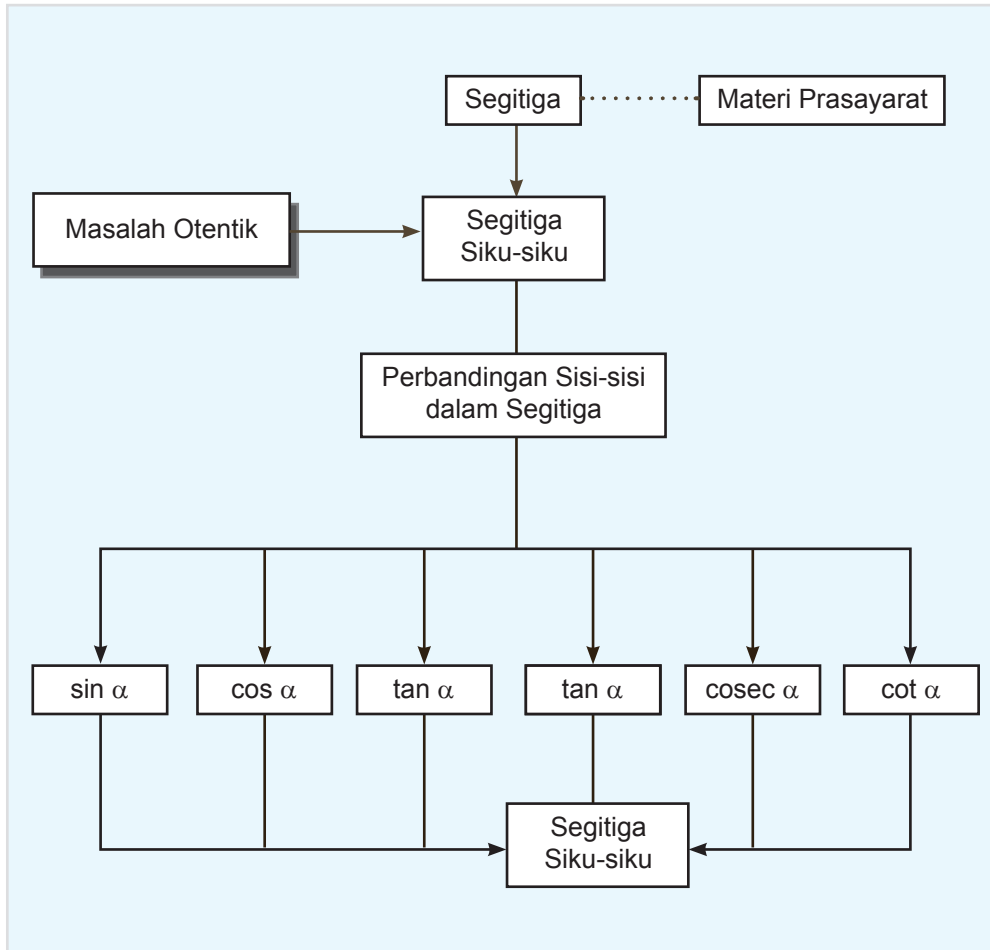 Segitiga
Materi Prasayarat
Masalah Otentik
Segitiga
Siku-siku
Perbandingan Sisi-sisi
dalam Segitiga
sin α
cos α
tan α
tan α
cosec α
cot α
Segitiga
Siku-siku